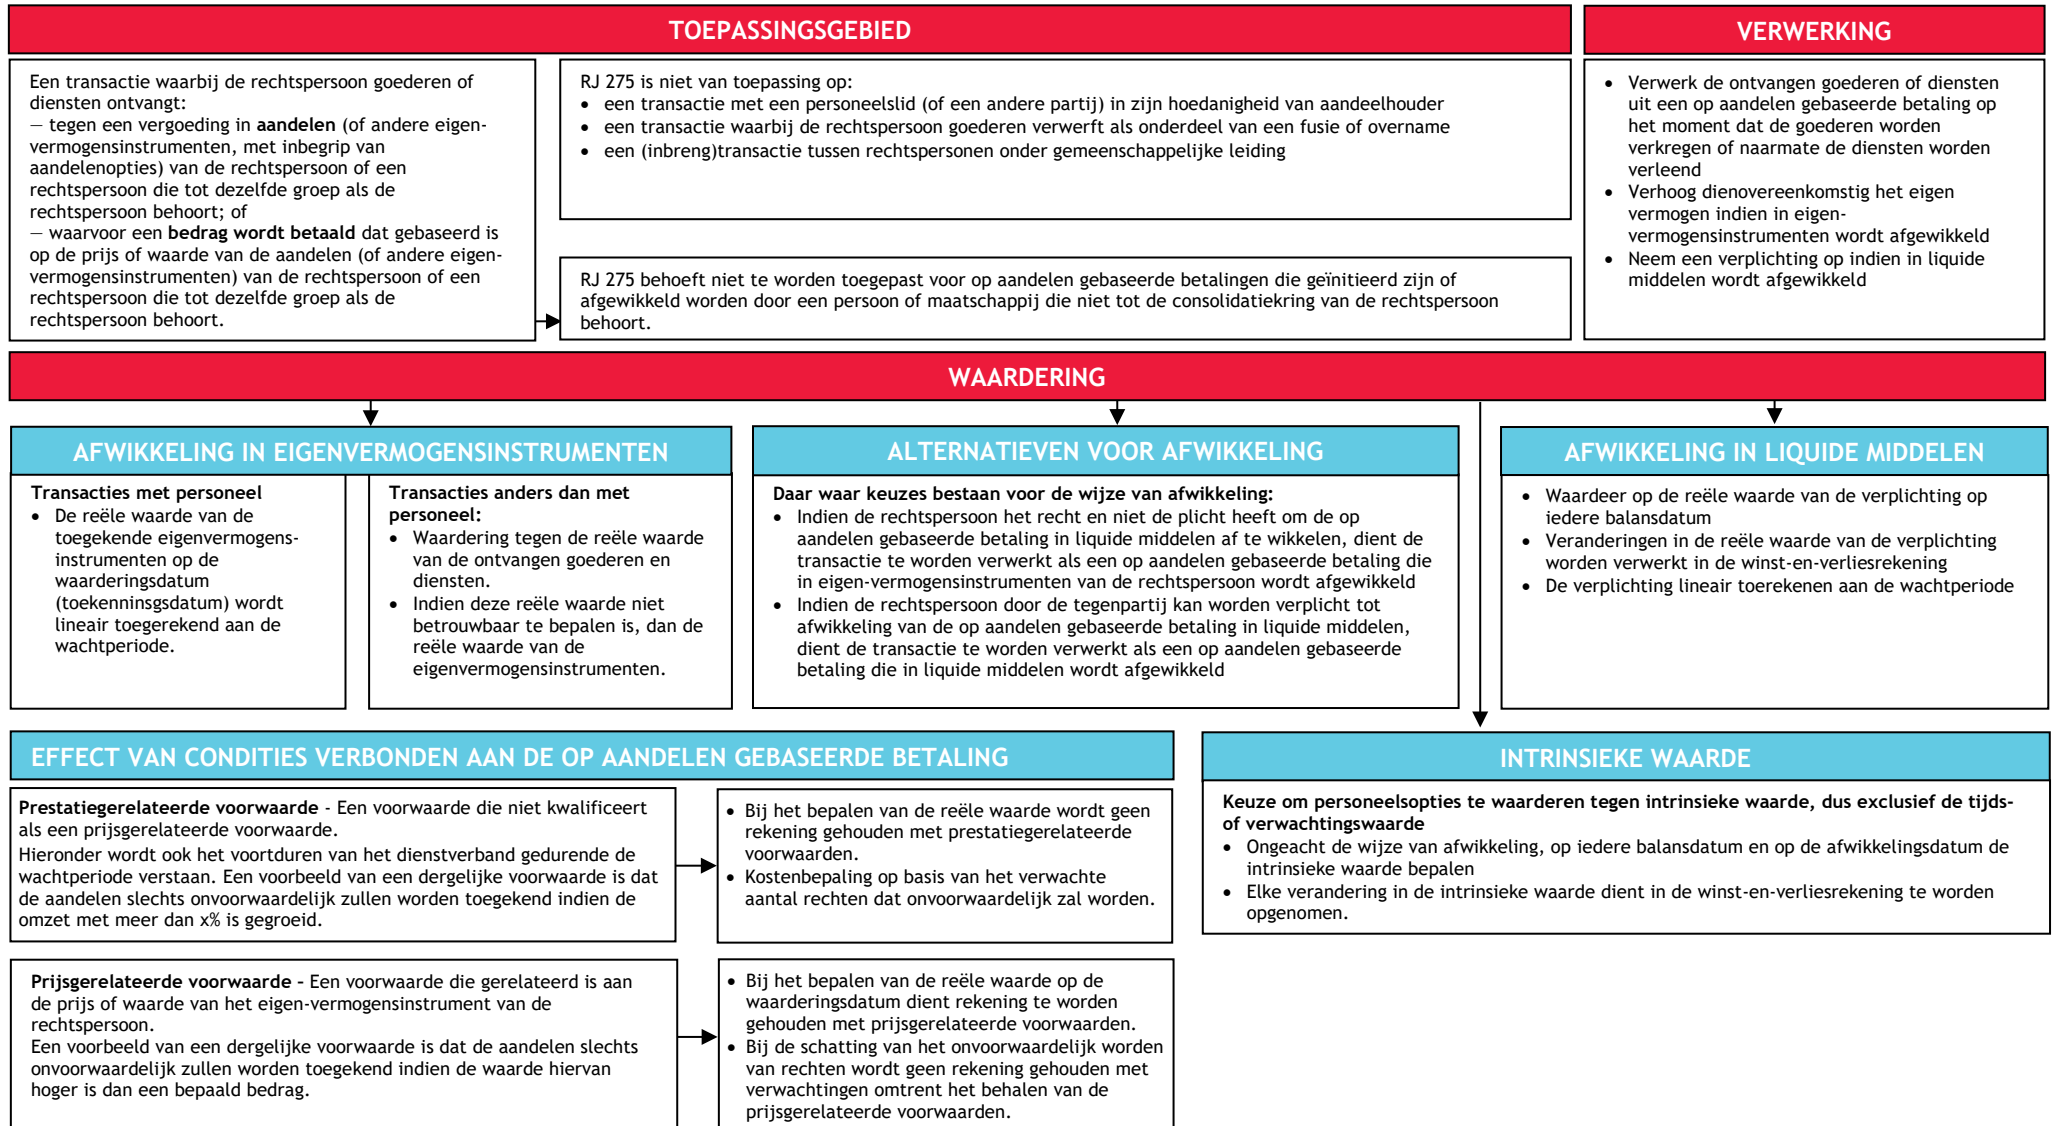 TOEPASSINGSGEBIED
Een transactie waarbij de rechtspersoon goederen of
diensten ontvangt:
— tegen een vergoeding in aandelen (of andere eigen-
vermogensinstrumenten, met inbegrip van
aandelenopties) van de rechtspersoon of een
rechtspersoon die tot dezelfde groep als de
rechtspersoon behoort; of
— waarvoor een bedrag wordt betaald dat gebaseerd is
op de prijs of waarde van de aandelen (of andere eigen-
vermogensinstrumenten) van de rechtspersoon of een
rechtspersoon die tot dezelfde groep als de
rechtspersoon behoort.
RJ 275 is niet van toepassing op:
• een transactie met een personeelslid (of een andere partij) in zijn hoedanigheid van aandeelhouder
• een transactie waarbij de rechtspersoon goederen verwerft als onderdeel van een fusie of overname
• een (inbreng)transactie tussen rechtspersonen onder gemeenschappelijke leiding
RJ 275 behoeft niet te worden toegepast voor op aandelen gebaseerde betalingen die geïnitieerd zijn of
afgewikkeld worden door een persoon of maatschappij die niet tot de consolidatiekring van de rechtspersoon
behoort.
VERWERKING
• Verwerk de ontvangen goederen of diensten
uit een op aandelen gebaseerde betaling op
het moment dat de goederen worden
verkregen of naarmate de diensten worden
verleend
• Verhoog dienovereenkomstig het eigen
vermogen indien in eigen-
vermogensinstrumenten wordt afgewikkeld
• Neem een verplichting op indien in liquide
middelen wordt afgewikkeld
WAARDERING
AFWIKKELING IN EIGENVERMOGENSINSTRUMENTEN
Transacties met personeel
• De reële waarde van de
toegekende eigenvermogens-
instrumenten op de
waarderingsdatum
(toekenninsgsdatum) wordt
lineair toegerekend aan de
wachtperiode.
Transacties anders dan met
personeel:
• Waardering tegen de reële waarde
van de ontvangen goederen en
diensten.
• Indien deze reële waarde niet
betrouwbaar te bepalen is, dan de
reële waarde van de
eigenvermogensinstrumenten.
ALTERNATIEVEN VOOR AFWIKKELING
Daar waar keuzes bestaan voor de wijze van afwikkeling:
• Indien de rechtspersoon het recht en niet de plicht heeft om de op
aandelen gebaseerde betaling in liquide middelen af te wikkelen, dient de
transactie te worden verwerkt als een op aandelen gebaseerde betaling die
in eigen-vermogensinstrumenten van de rechtspersoon wordt afgewikkeld
• Indien de rechtspersoon door de tegenpartij kan worden verplicht tot
afwikkeling van de op aandelen gebaseerde betaling in liquide middelen,
dient de transactie te worden verwerkt als een op aandelen gebaseerde
betaling die in liquide middelen wordt afgewikkeld
AFWIKKELING IN LIQUIDE MIDDELEN
• Waardeer op de reële waarde van de verplichting op
iedere balansdatum
• Veranderingen in de reële waarde van de verplichting
worden verwerkt in de winst-en-verliesrekening
• De verplichting lineair toerekenen aan de wachtperiode
EFFECT VAN CONDITIES VERBONDEN AAN DE OP AANDELEN GEBASEERDE BETALING
Prestatiegerelateerde voorwaarde - Een voorwaarde die niet kwalificeert
als een prijsgerelateerde voorwaarde.
Hieronder wordt ook het voortduren van het dienstverband gedurende de
wachtperiode verstaan. Een voorbeeld van een dergelijke voorwaarde is dat
de aandelen slechts onvoorwaardelijk zullen worden toegekend indien de
omzet met meer dan x% is gegroeid.
• Bij het bepalen van de reële waarde wordt geen
rekening gehouden met prestatiegerelateerde
voorwaarden.
• Kostenbepaling op basis van het verwachte
aantal rechten dat onvoorwaardelijk zal worden.
Prijsgerelateerde voorwaarde – Een voorwaarde die gerelateerd is aan
de prijs of waarde van het eigen-vermogensinstrument van de
rechtspersoon.
Een voorbeeld van een dergelijke voorwaarde is dat de aandelen slechts
onvoorwaardelijk zullen worden toegekend indien de waarde hiervan
hoger is dan een bepaald bedrag.
• Bij het bepalen van de reële waarde op de
waarderingsdatum dient rekening te worden
gehouden met prijsgerelateerde voorwaarden.
• Bij de schatting van het onvoorwaardelijk worden
van rechten wordt geen rekening gehouden met
verwachtingen omtrent het behalen van de
prijsgerelateerde voorwaarden.
INTRINSIEKE WAARDE
Keuze om personeelsopties te waarderen tegen intrinsieke waarde, dus exclusief de tijds-
of verwachtingswaarde
• Ongeacht de wijze van afwikkeling, op iedere balansdatum en op de afwikkelingsdatum de
intrinsieke waarde bepalen
• Elke verandering in de intrinsieke waarde dient in de winst-en-verliesrekening te worden
opgenomen.